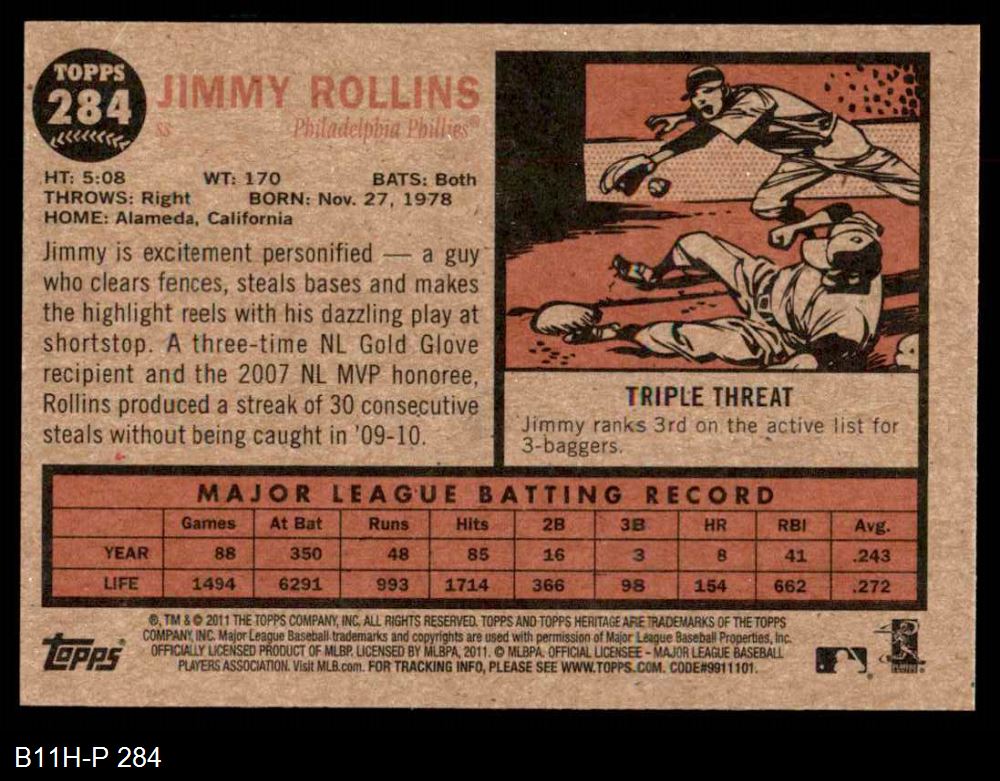 TOPPS
284
JIMMY ROLLINS
SS Philadelphia Phillies®
HT: 5:08 WT: 170 BATS: Both
THROWS: Right BORN: Nov. 27, 1978
HOME: Alameda, California
Jimmy is excitement personified — a guy
who clears fences, steals bases and makes
the highlight reels with his dazzling play at
shortstop. A three-time NL Gold Glove
recipient and the 2007 NL MVP honoree,
Rollins produced a streak of 30 consecutive
steals without being caught in '09-10.
TRIPLE THREAT
Jimmy ranks 3rd on the active list for
3-baggers.
MAJOR LEAGUE BATTING RECORD
Games At Bat Runs Hits 2B 3B HR RBI Avg.
YEAR 88 350 48 85 16 3 8 41 .243
LIFE 1494 6291 993 1714 366 98 154 662 .272
Topps
®, TM & © 2011 THE TOPPS COMPANY, INC. ALL RIGHTS RESERVED. TOPPS AND TOPPS HERITAGE ARE TRADEMARKS OF THE TOPPS
COMPANY, INC. Major League Baseball trademarks and copyrights are used with permission of Major League Baseball Properties, Inc.
OFFICIALLY LICENSED PRODUCT OF MLBP. LICENSED BY MLBPA, 2011. © MLBPA. OFFICIAL LICENSEE - MAJOR LEAGUE BASEBALL
PLAYERS ASSOCIATION. Visit MLB.com. FOR TRACKING INFO, PLEASE SEE WWW.TOPPS.COM. CODE#9911101.
B11H-P 284